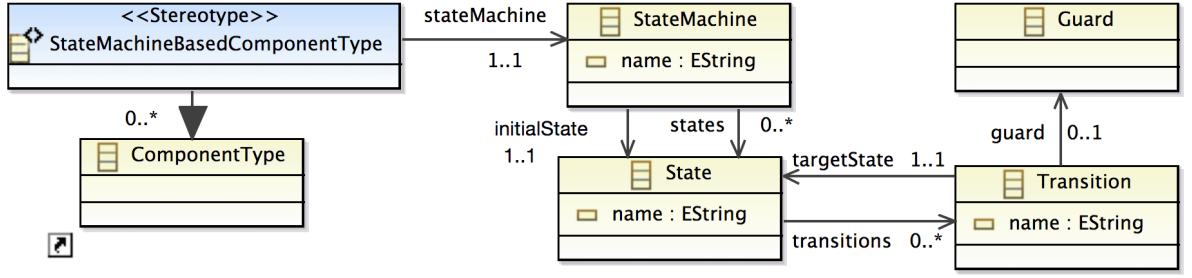 <<Stereotype>>
StateMachineBasedComponentType
stateMachine
1..1
StateMachine
name : EString
Guard
0..*
ComponentType
initialState
1..1
states
0..*
State
name : EString
targetState 1..1
transitions 0..*
guard 0..1
Transition
name : EString